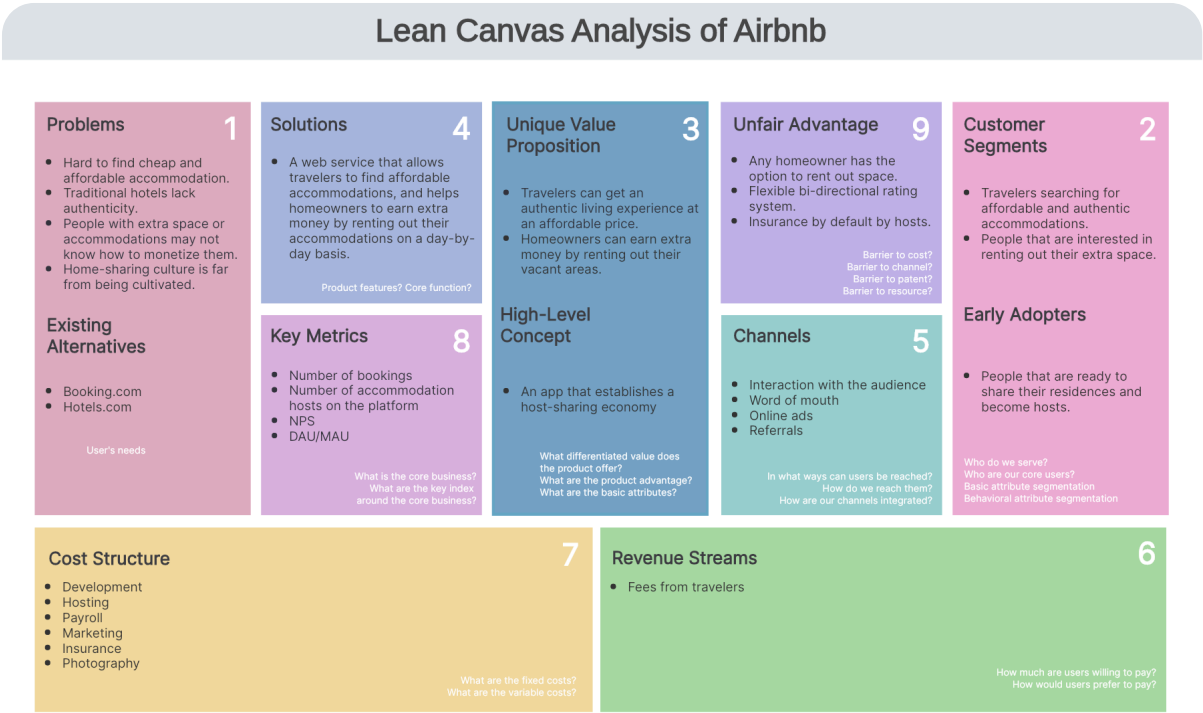 Lean Canvas Analysis of Airbnb
Problems
1
Hard to find cheap and
affordable accommodation.
Traditional hotels lack
authenticity.
People with extra space or
accommodations may not
know how to monetize them.
Home-sharing culture is far
from being cultivated.
Existing
Alternatives
Booking.com
Hotels.com
User's needs
Solutions
4
A web service that allows
travelers to find affordable
accommodations, and helps
homeowners to earn extra
money by renting out their
accommodations on a day-by-
day basis.
Product features? Core function?
Key Metrics
8
Number of bookings
Number of accommodation
hosts on the platform
NPS
DAU/MAU
What is the core business?
What are the key index
around the core business?
Unique Value
Proposition
3
Travelers can get an
authentic living experience at
an affordable price.
Homeowners can earn extra
money by renting out their
vacant areas.
High-Level
Concept
An app that establishes a
host-sharing economy
What differentiated value does
the product offer?
What are the product advantage?
What are the basic attributes?
Unfair Advantage
9
Any homeowner has the
option to rent out space.
Flexible bi-directional rating
system.
Insurance by default by hosts.
Barrier to cost?
Barrier to channel?
Barrier to patent?
Barrier to resource?
Channels
5
Interaction with the audience
Word of mouth
Online ads
Referrals
In what ways can users be reached?
How do we reach them?
How are our channels integrated?
Customer
Segments
2
Travelers searching for
affordable and authentic
accommodations.
People that are interested in
renting out their extra space.
Early Adopters
People that are ready to
share their residences and
become hosts.
Who do we serve?
Who are our core users?
Basic attribute segmentation
Behavioral attribute segmentation
Cost Structure
7
Development
Hosting
Payroll
Marketing
Insurance
Photography
What are the fixed costs?
What are the variable costs?
Revenue Streams
6
Fees from travelers
How much are users willing to pay?
How would users prefer to pay?